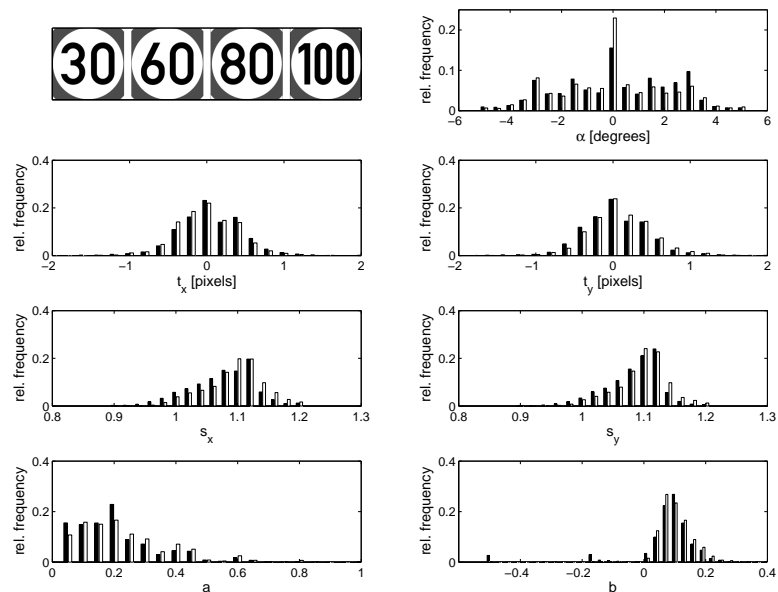 30 60 80 100
rel. frequency
0.2
0.1
0
−6 −4 −2 0 2 4 6
α [degrees]
rel. frequency
0.4
0.2
0
−2 −1 0 1 2
t_x [pixels]
rel. frequency
0.4
0.2
0
−2 −1 0 1 2
t_y [pixels]
rel. frequency
0.4
0.2
0
0.8 0.9 1 1.1 1.2 1.3
s_x
rel. frequency
0.4
0.2
0
0.8 0.9 1 1.1 1.2 1.3
s_y
rel. frequency
0.4
0.2
0
0 0.2 0.4 0.6 0.8 1
a
rel. frequency
0.4
0.2
0
−0.4 −0.2 0 0.2 0.4
b